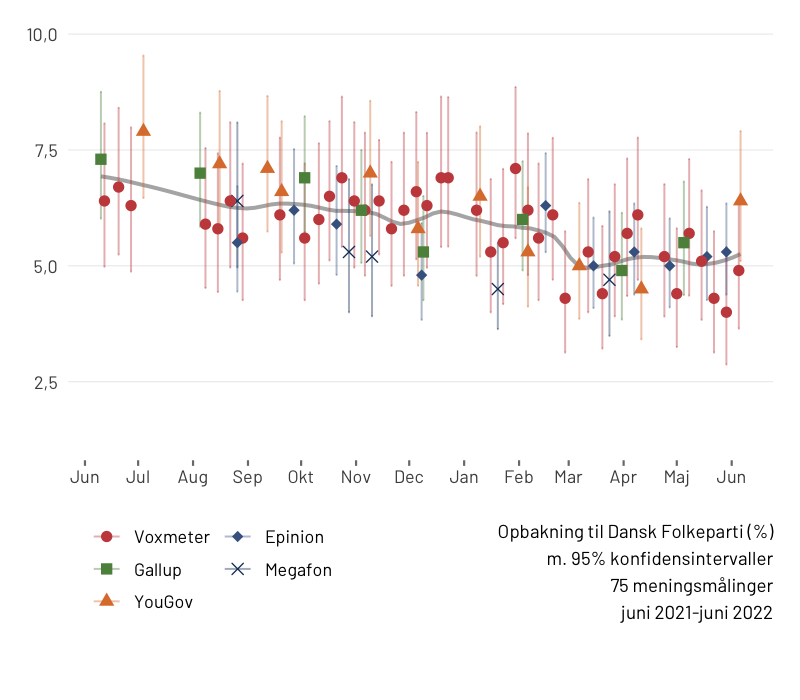 10,0
7,5
5,0
2,5
Jun Jul Aug Sep Okt Nov Dec Jan Feb Mar Apr Maj Jun
Voxmeter Epinion
Gallup Megafon
YouGov
Opbakning til Dansk Folkeparti (%)
m. 95% konfidensintervaller
75 meningsmålinger
juni 2021-juni 2022